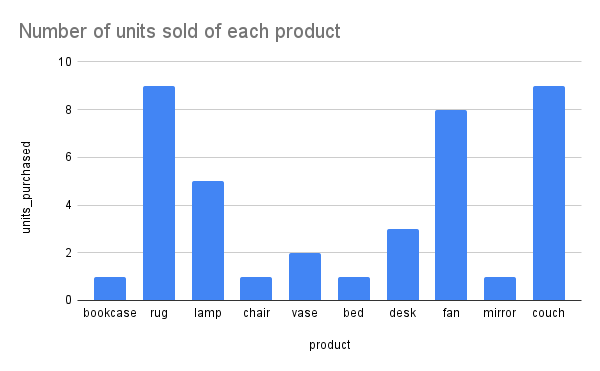 Number of units sold of each product
10
8
6
4
2
0
units_purchased
bookcase rug lamp chair vase bed desk fan mirror couch
product